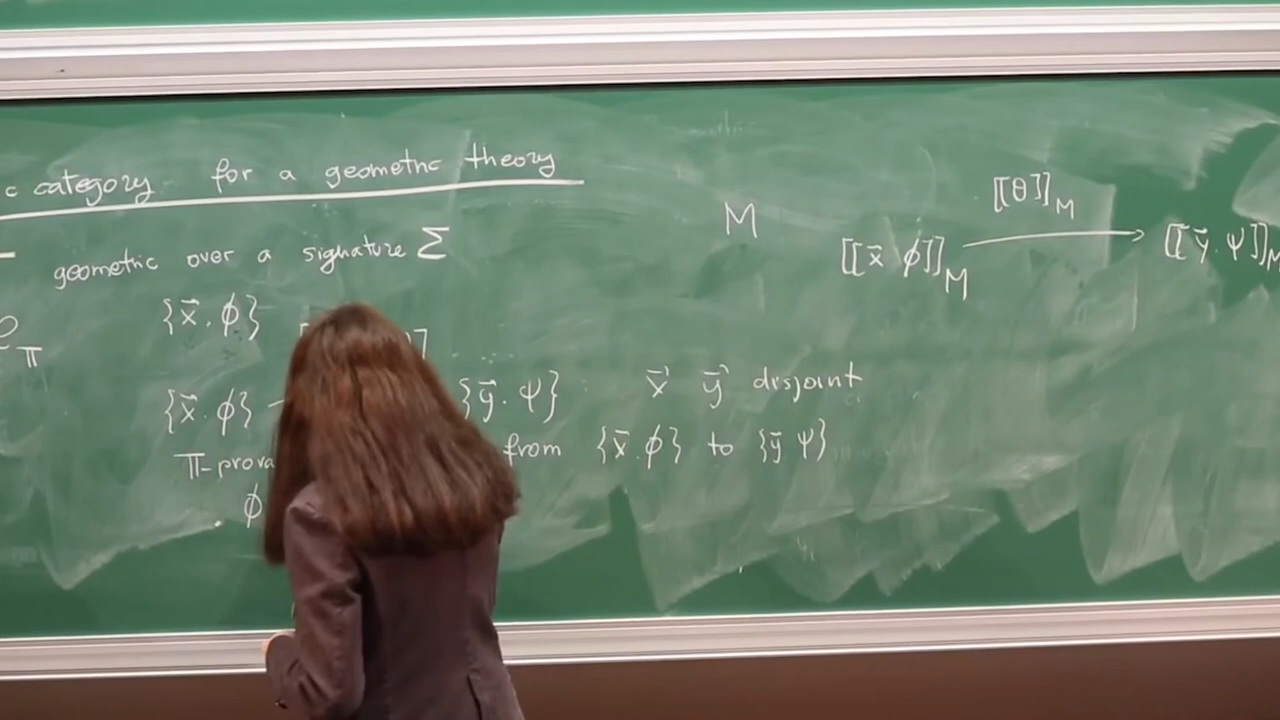 c category for a geometric theory
geometric over a signature Σ
{x⃗. ϕ}
{x⃗. ϕ} {y⃗. ψ} x⃗ y⃗ disjoint
𝕋-prova from {x⃗. ϕ} to {y⃗ ψ}
ϕ
M
[[θ]]_M
[[x⃗ ϕ]]_M → [[y⃗. ψ]]_M